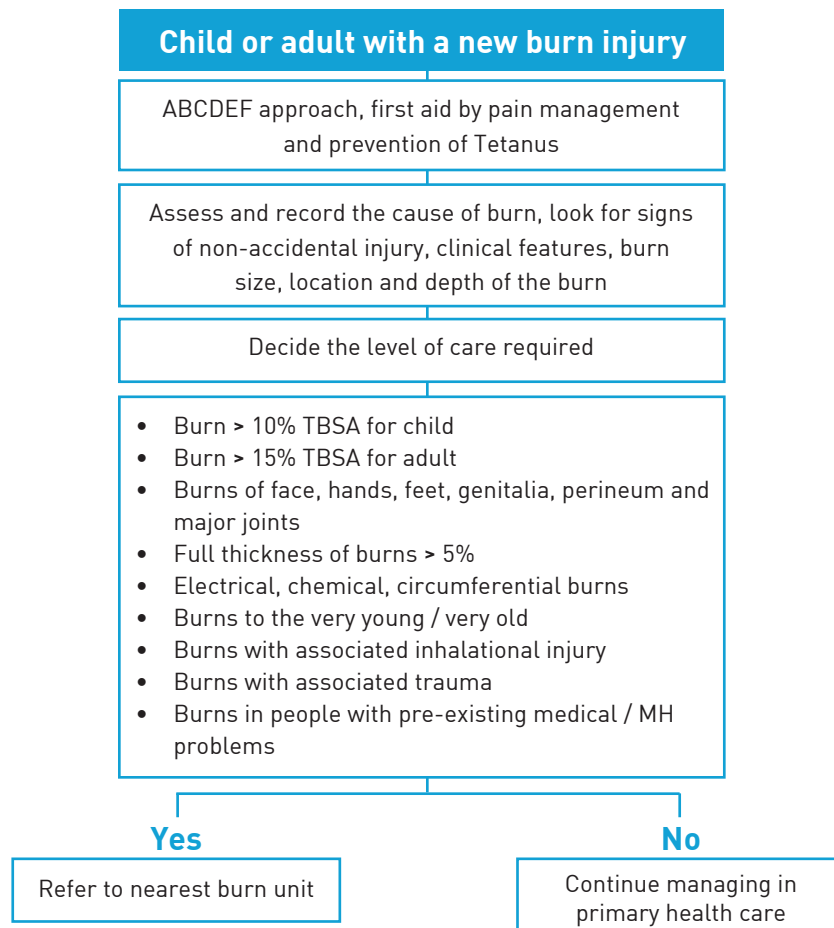 Child or adult with a new burn injury
ABCDEF approach, first aid by pain management
and prevention of Tetanus
Assess and record the cause of burn, look for signs
of non-accidental injury, clinical features, burn
size, location and depth of the burn
Decide the level of care required
• Burn > 10% TBSA for child
• Burn > 15% TBSA for adult
• Burns of face, hands, feet, genitalia, perineum and
major joints
• Full thickness of burns > 5%
• Electrical, chemical, circumferential burns
• Burns to the very young / very old
• Burns with associated inhalational injury
• Burns with associated trauma
• Burns in people with pre-existing medical / MH
problems
Yes
Refer to nearest burn unit
No
Continue managing in
primary health care